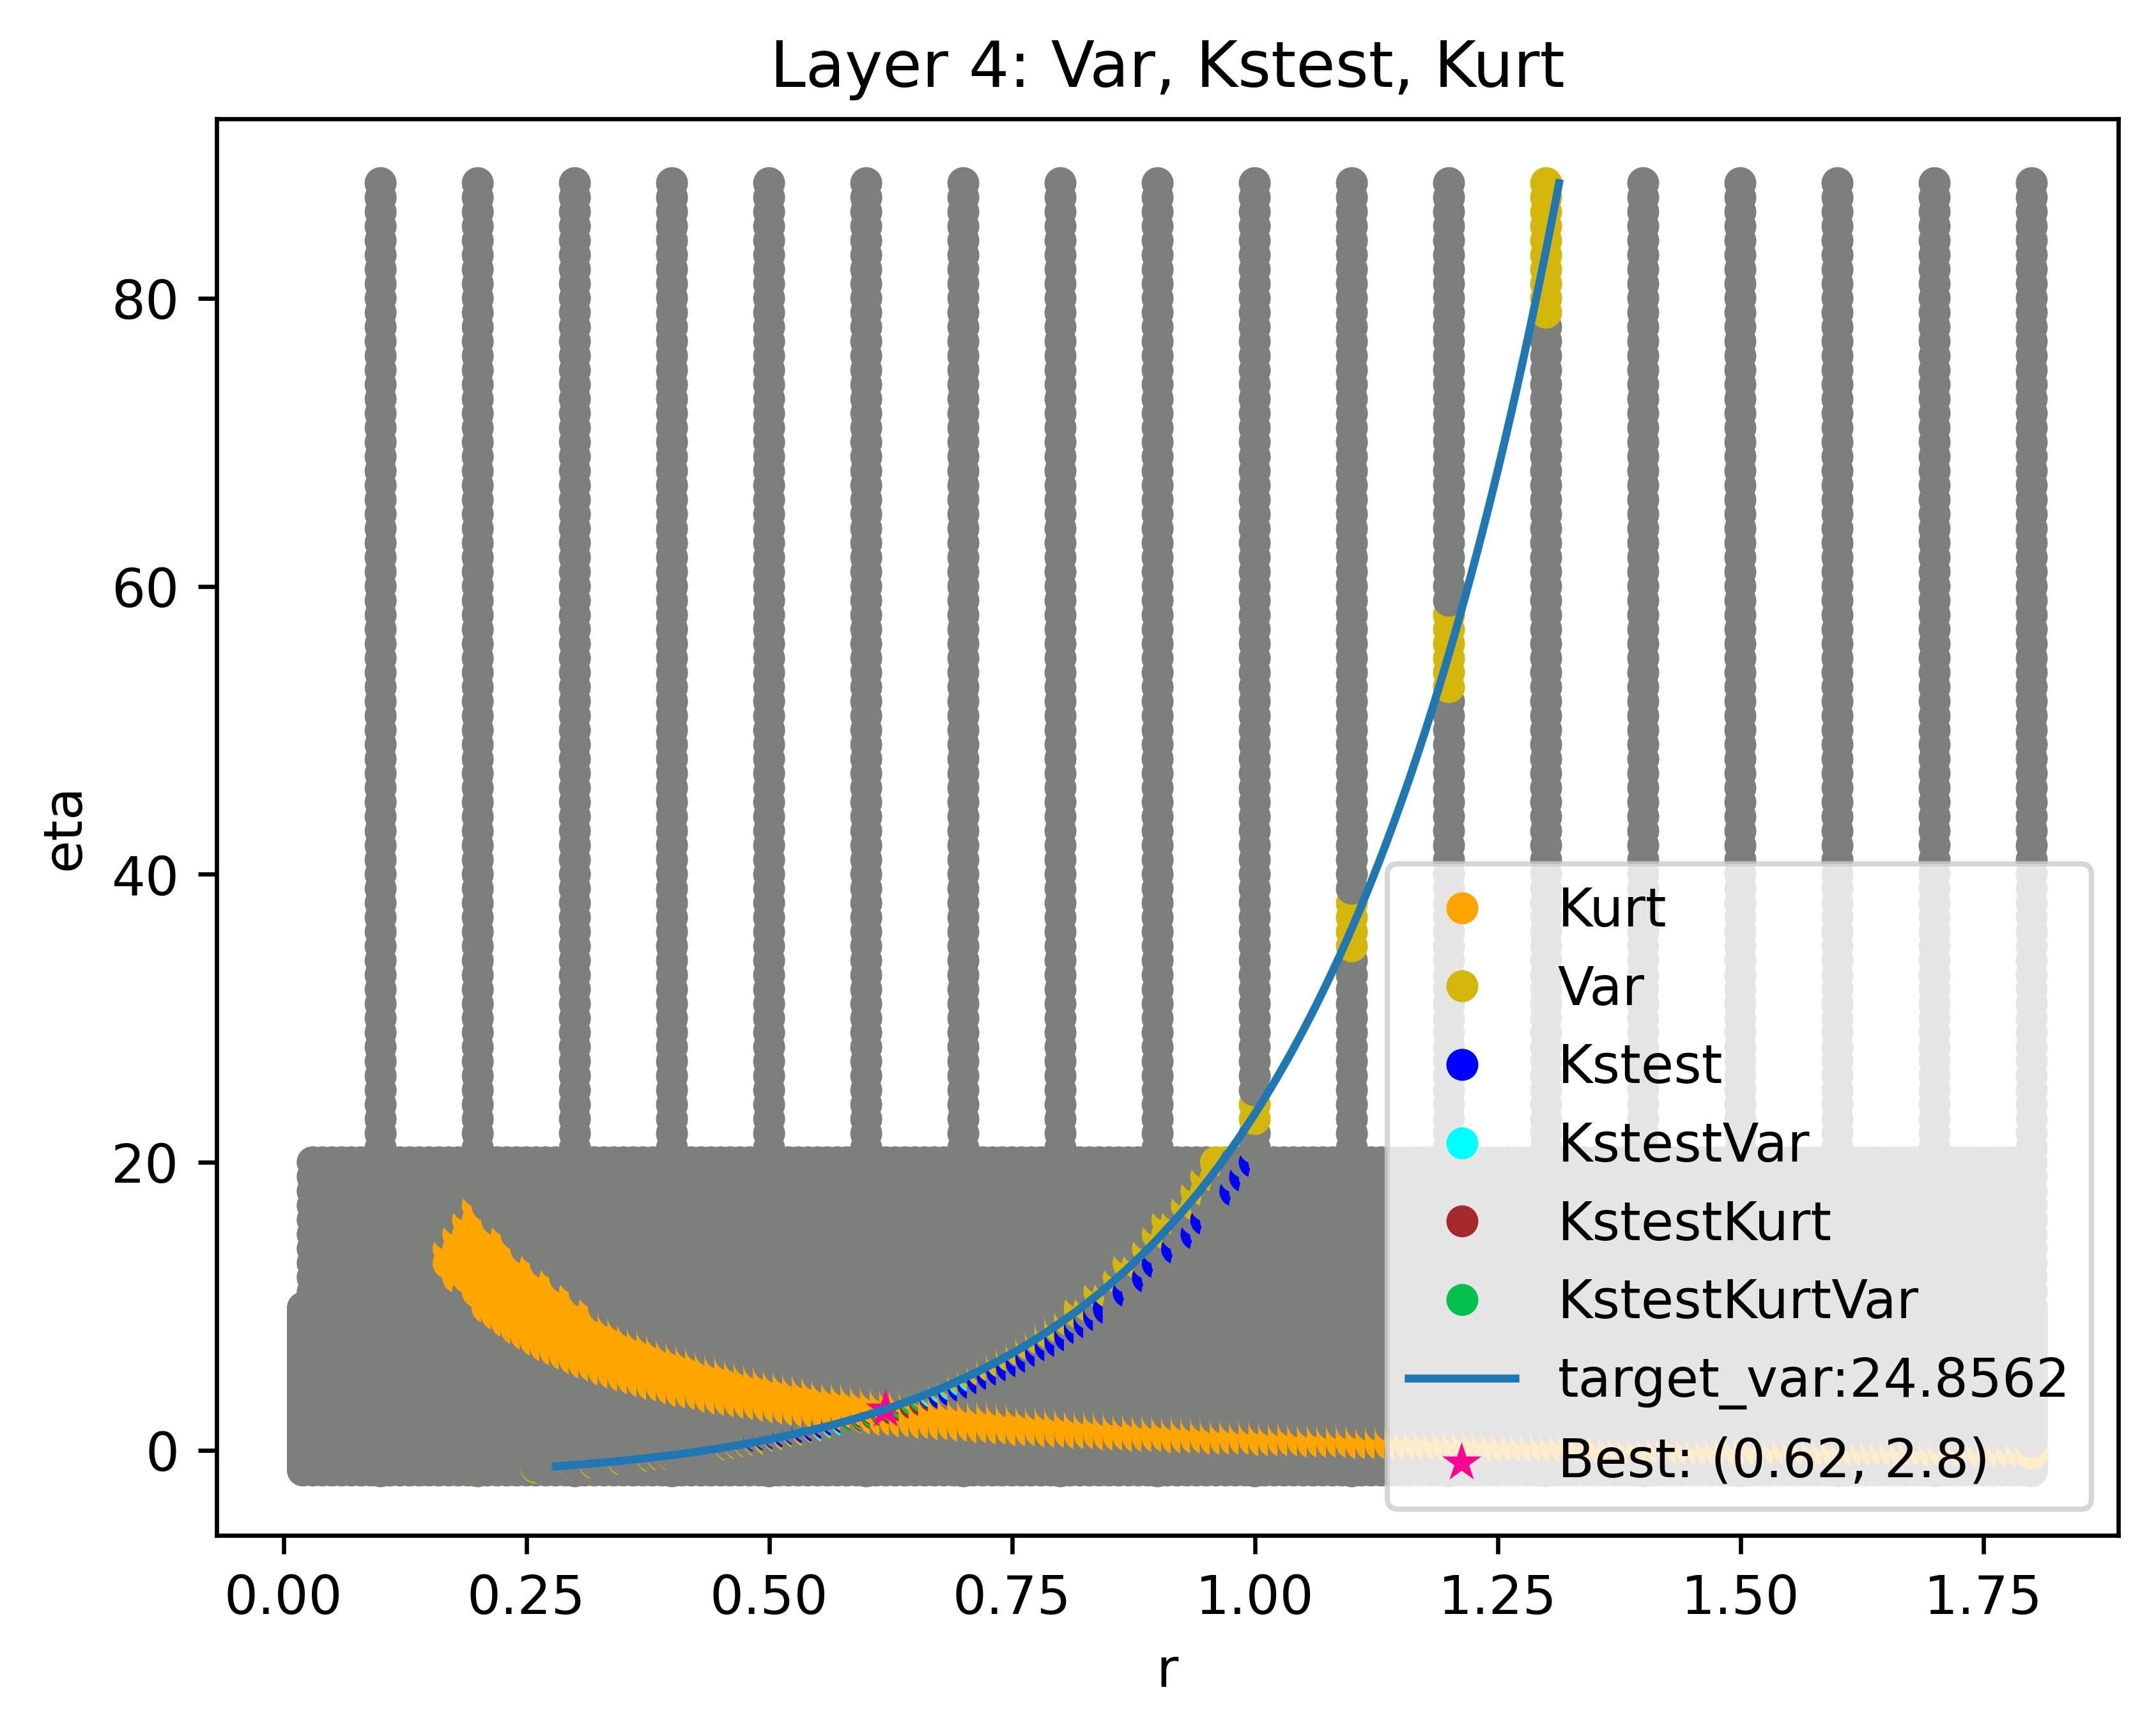 Layer 4: Var, Kstest, Kurt
eta
80
60
40
20
0
Kurt
Var
Kstest
KstestVar
KstestKurt
KstestKurtVar
target_var:24.8562
Best: (0.62, 2.8)
0.00 0.25 0.50 0.75 1.00 1.25 1.50 1.75
r